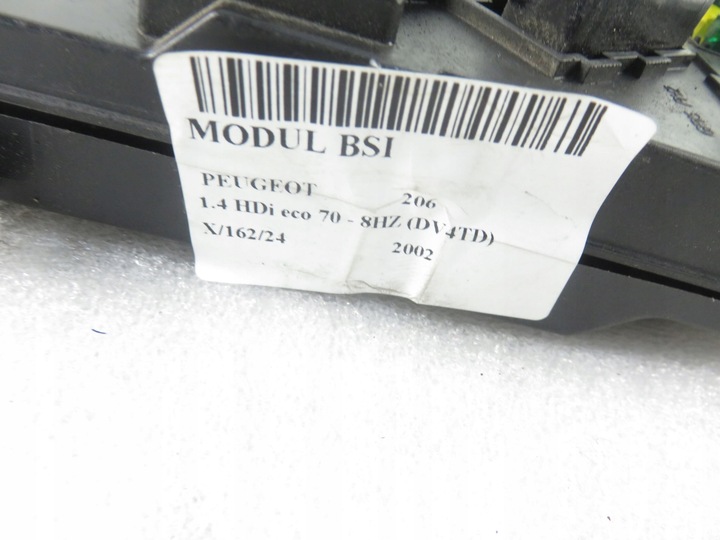 MODUL BSI
PEUGEOT 206
1.4 HDi eco 70 - 8HZ (DV4TD)
X/162/24 2002